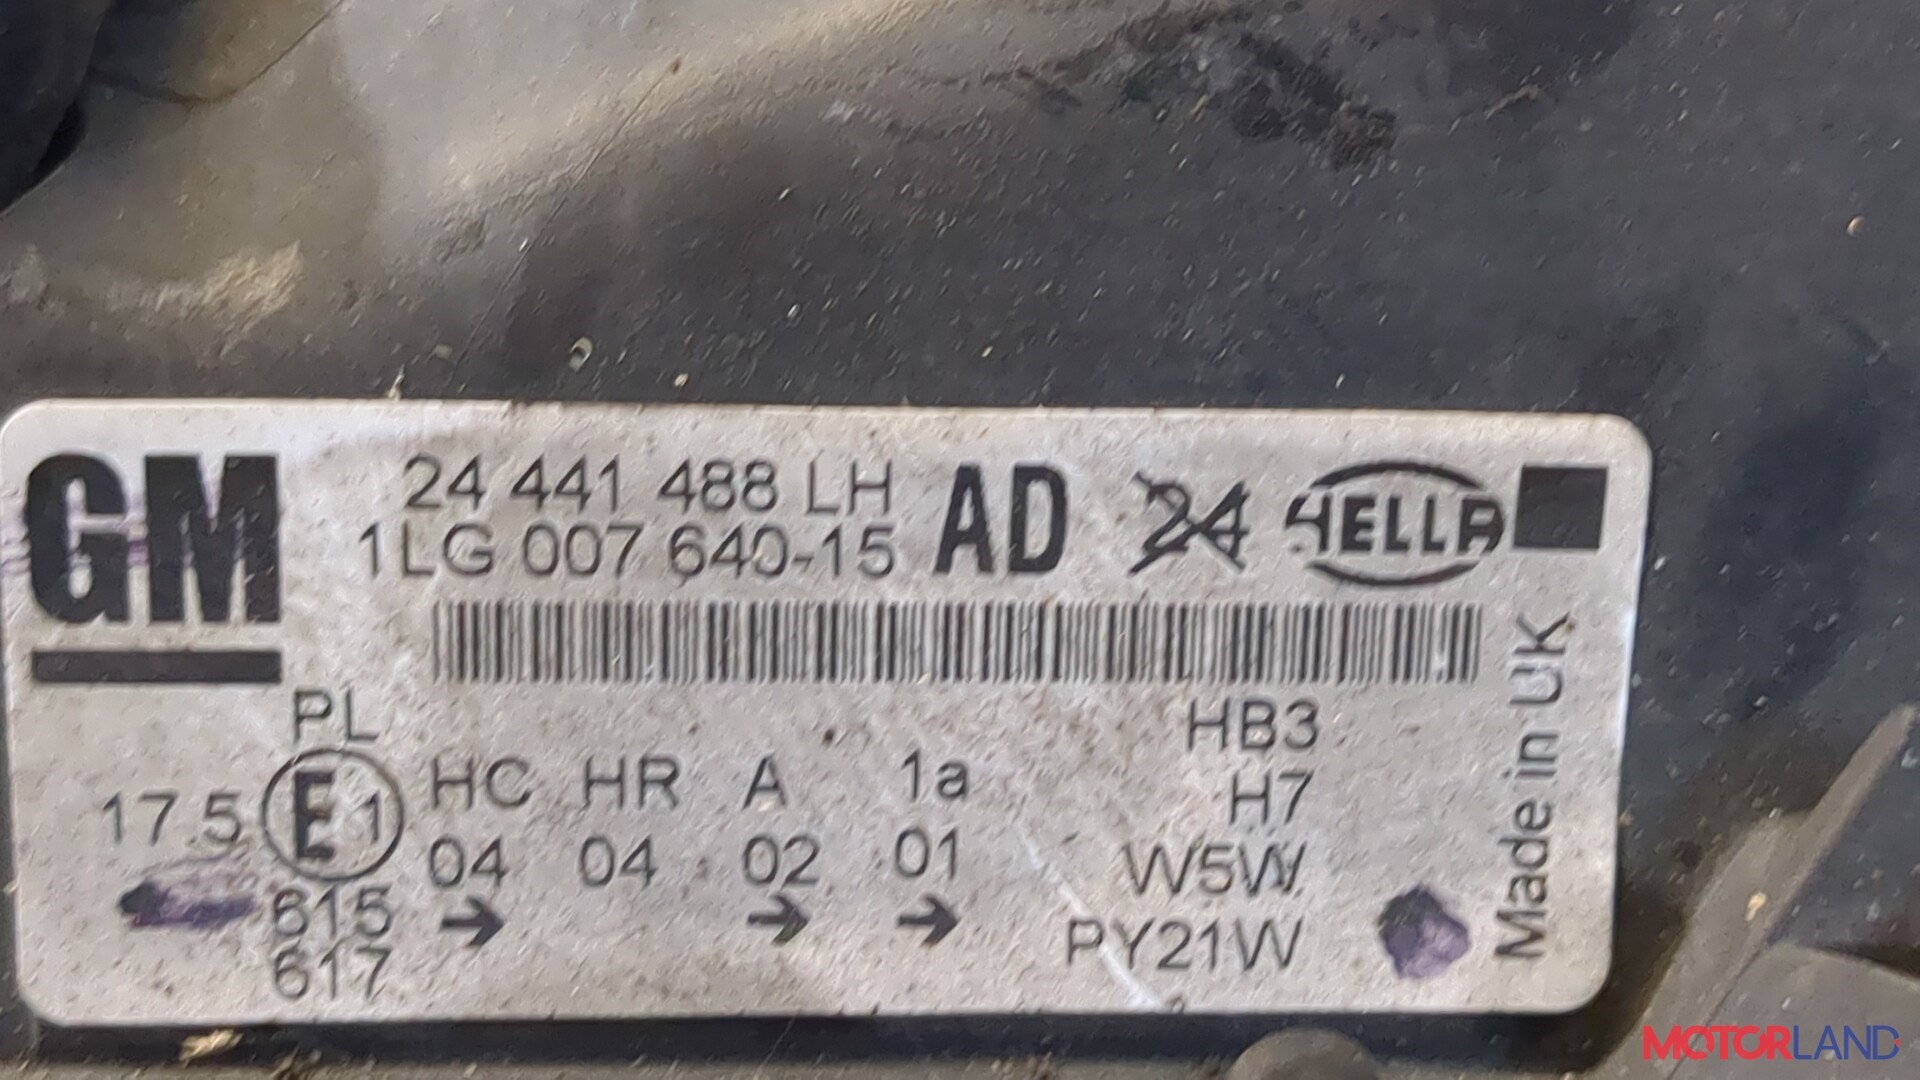 GM
24 441 488 LH
1LG 007 640-15
AD
24
HELLA
Made in UK
PL
17.5
E1
615
617
HC HR A 1a
04 04 02 01
→ → →
HB3
H7
W5W
PY21W
MOTORLAND